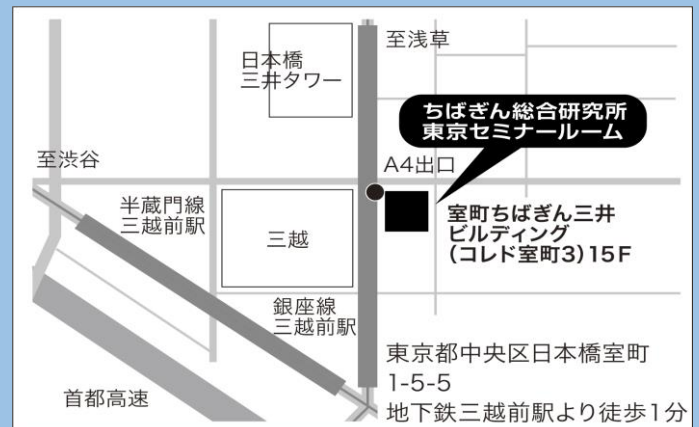 至浅草
日本橋
三井タワー
ちばぎん総合研究所
東京セミナールーム
至渋谷
A4出口
半蔵門線
三越前駅
三越
室町ちばぎん三井
ビルディング
(コレド室町3)15F
銀座線
三越前駅
東京都中央区日本橋室町
1-5-5
地下鉄三越前駅より徒歩1分
首都高速